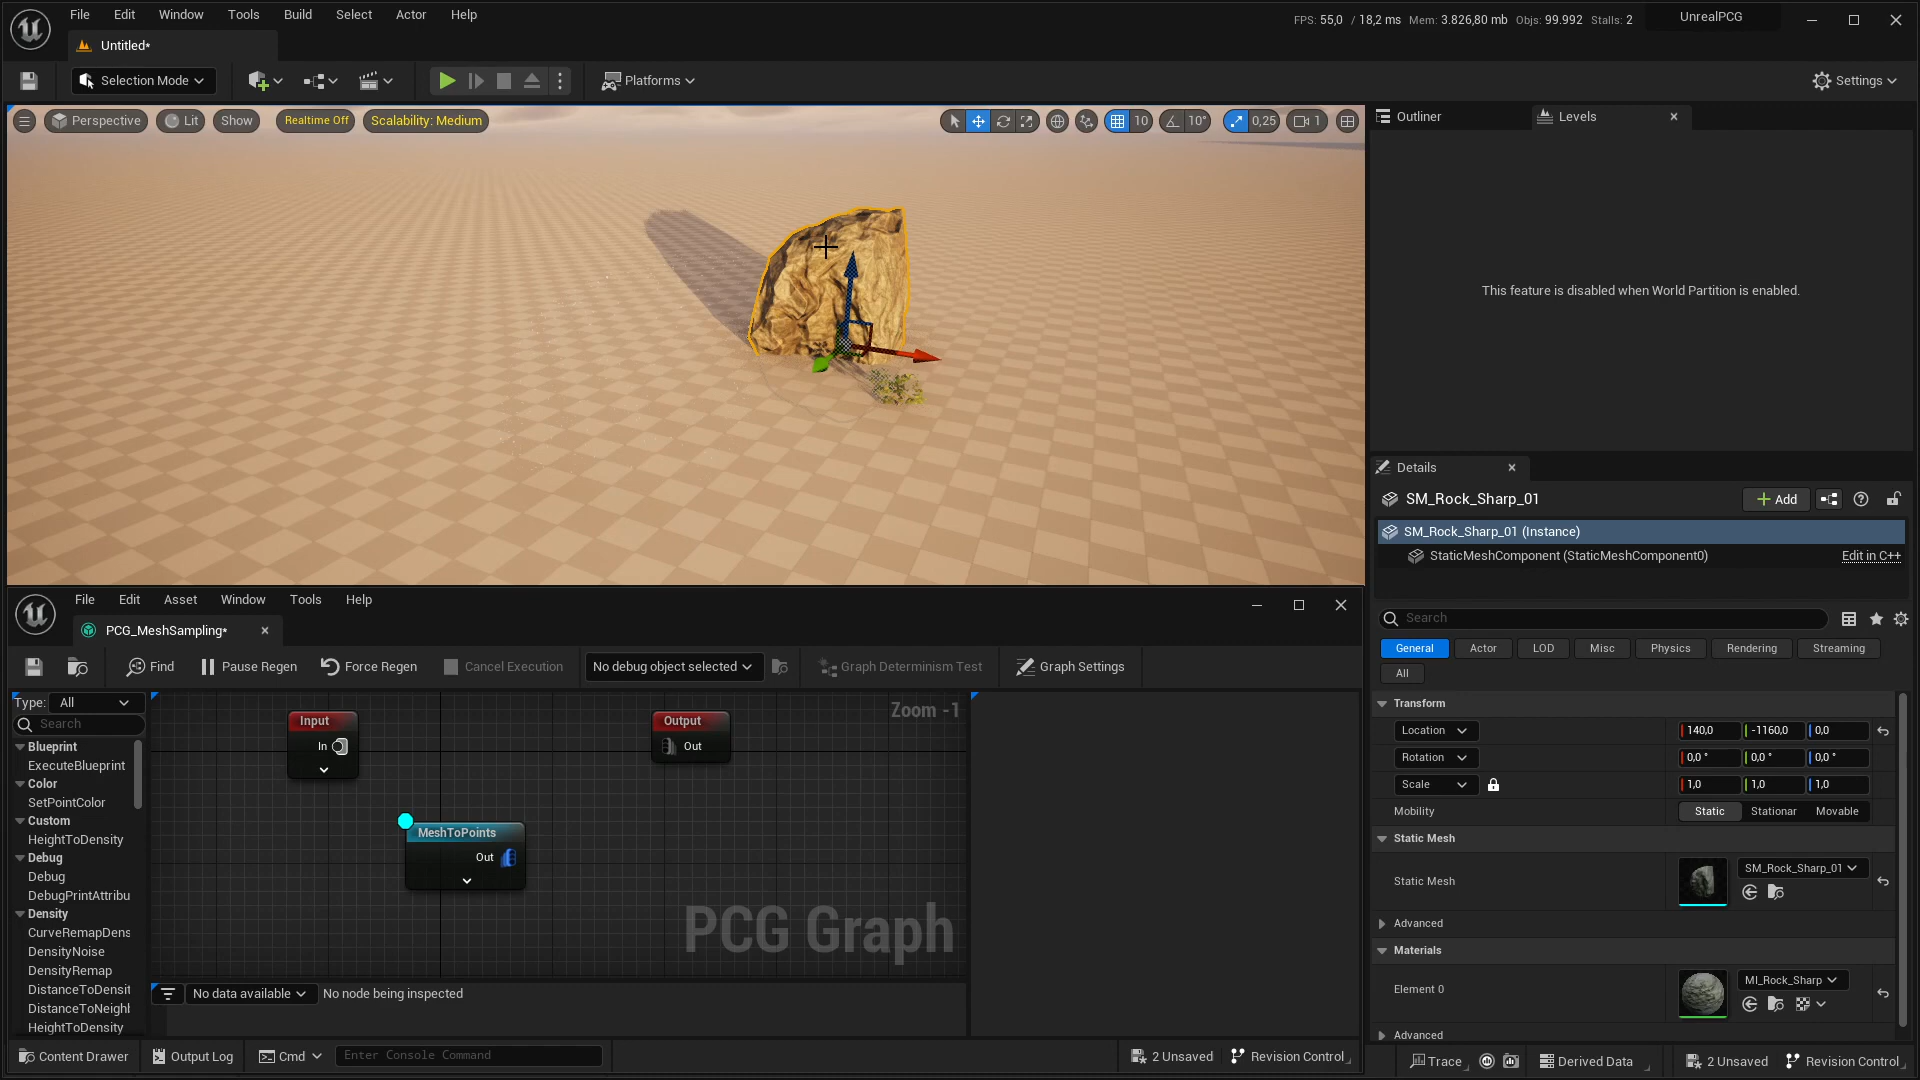 File Edit Window Tools Build Select Actor Help
FPS: 55,0 / 18,2 ms Mem: 3.826,80 mb Objs: 99.992 Stalls: 2
UnrealPCG
Untitled*
Selection Mode
Platforms
Settings
Perspective
Lit
Show
Realtime Off
Scalability: Medium
10
10°
0,25
1
Outliner
Levels
This feature is disabled when World Partition is enabled.
Details
SM_Rock_Sharp_01
Add
SM_Rock_Sharp_01 (Instance)
StaticMeshComponent (StaticMeshComponent0)
Edit in C++
Search
General
Actor
LOD
Misc
Physics
Rendering
Streaming
All
Transform
Location
140,0
-1160,0
0,0
Rotation
0,0 °
0,0 °
0,0 °
Scale
1,0
1,0
1,0
Mobility
Static
Stationar
Movable
Static Mesh
Static Mesh
SM_Rock_Sharp_01
Advanced
Materials
Element 0
MI_Rock_Sharp
Advanced
File Edit Asset Window Tools Help
PCG_MeshSampling*
Find
Pause Regen
Force Regen
Cancel Execution
No debug object selected
Graph Determinism Test
Graph Settings
Type: All
Search
Blueprint
ExecuteBlueprint
Color
SetPointColor
Custom
HeightToDensity
Debug
Debug
DebugPrintAttribu
Density
CurveRemapDens
DensityNoise
DensityRemap
DistanceToDensit
DistanceToNeighb
HeightToDensity
Zoom -1
Input
In
Output
Out
MeshToPoints
Out
PCG Graph
No data available
No node being inspected
Content Drawer
Output Log
Cmd
Enter Console Command
2 Unsaved
Revision Control
Trace
Derived Data
2 Unsaved
Revision Control